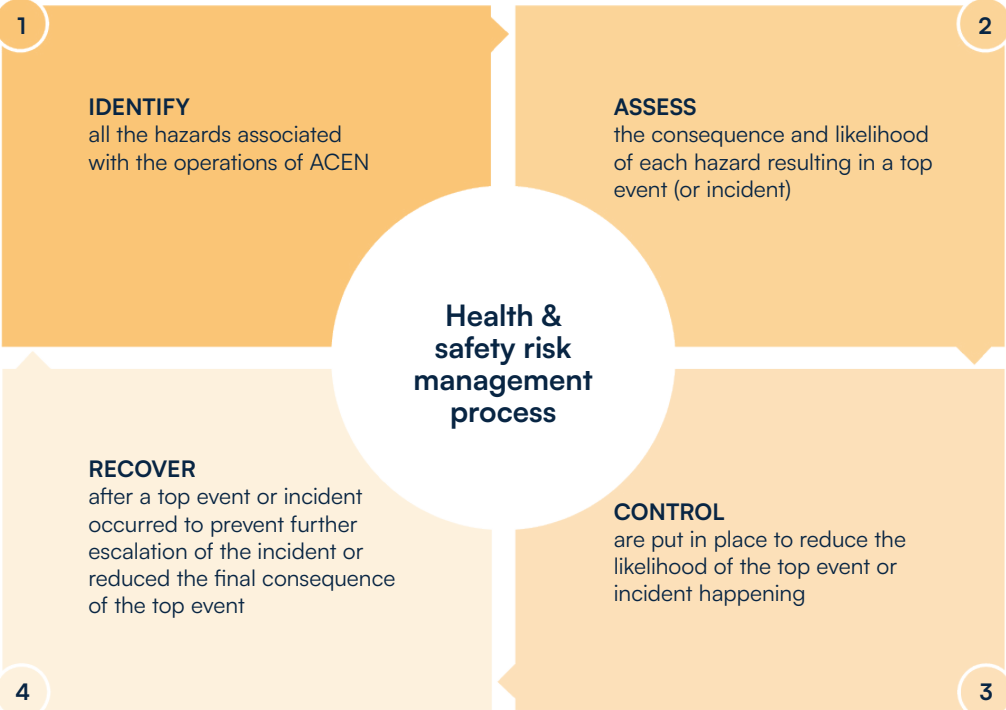 1
IDENTIFY
all the hazards associated
with the operations of ACEN
2
ASSESS
the consequence and likelihood
of each hazard resulting in a top
event (or incident)
Health &
safety risk
management
process
3
CONTROL
are put in place to reduce the
likelihood of the top event or
incident happening
4
RECOVER
after a top event or incident
occurred to prevent further
escalation of the incident or
reduced the final consequence
of the top event